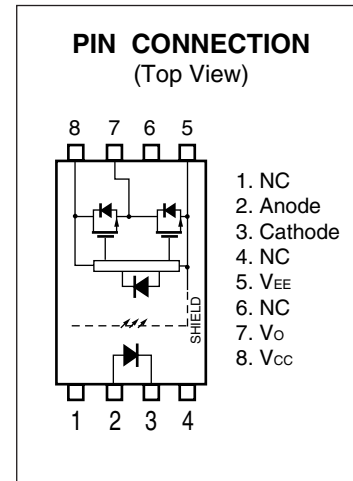 PIN CONNECTION
(Top View)
8 7 6 5
1. NC
2. Anode
3. Cathode
4. NC
5. VEE
6. NC
7. VO
8. VCC
SHIELD
1 2 3 4